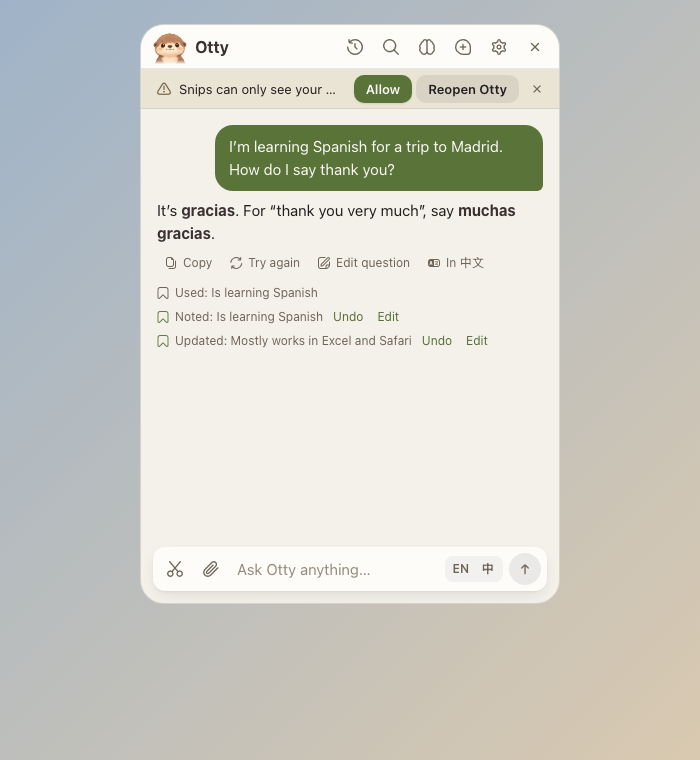 Otty
Snips can only see your ...
Allow
Reopen Otty
I’m learning Spanish for a trip to Madrid.
How do I say thank you?
It’s gracias. For “thank you very much”, say muchas
gracias.
Copy Try again Edit question In 中文
Used: Is learning Spanish
Noted: Is learning Spanish Undo Edit
Updated: Mostly works in Excel and Safari Undo Edit
Ask Otty anything...
EN 中